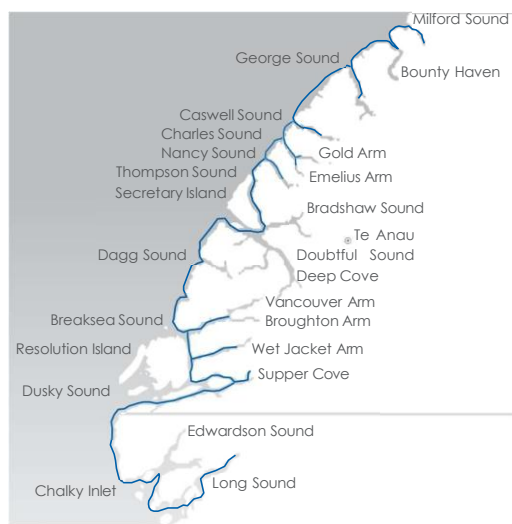 Milford Sound
George Sound
Bounty Haven
Caswell Sound
Charles Sound
Nancy Sound
Gold Arm
Thompson Sound
Emelius Arm
Secretary Island
Bradshaw Sound
Te Anau
Dagg Sound
Doubtful Sound
Deep Cove
Vancouver Arm
Breaksea Sound
Broughton Arm
Resolution Island
Wet Jacket Arm
Supper Cove
Dusky Sound
Edwardson Sound
Chalky Inlet
Long Sound